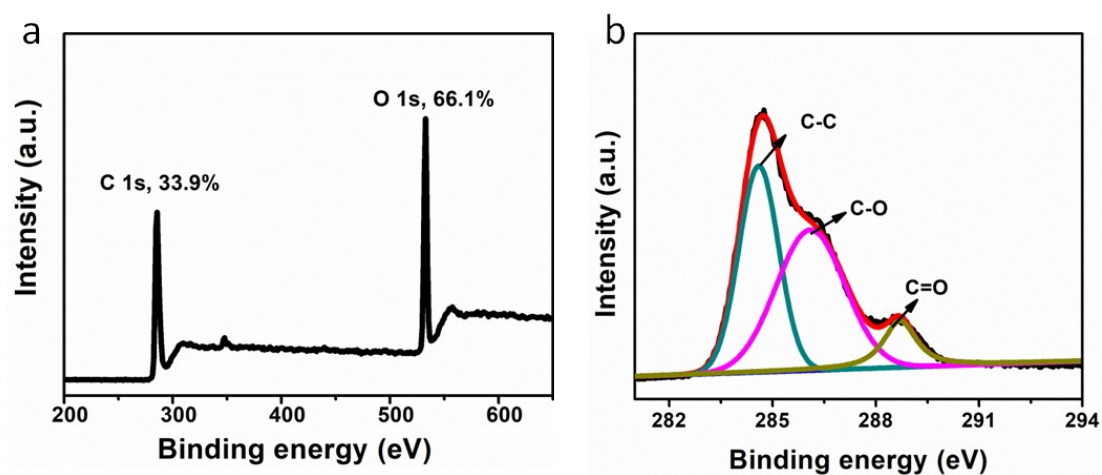 a
O 1s, 66.1%
C 1s, 33.9%
Intensity (a.u.)
200 300 400 500 600
Binding energy (eV)
b
C-C
C-O
C=O
Intensity (a.u.)
282 285 288 291 294
Binding energy (eV)